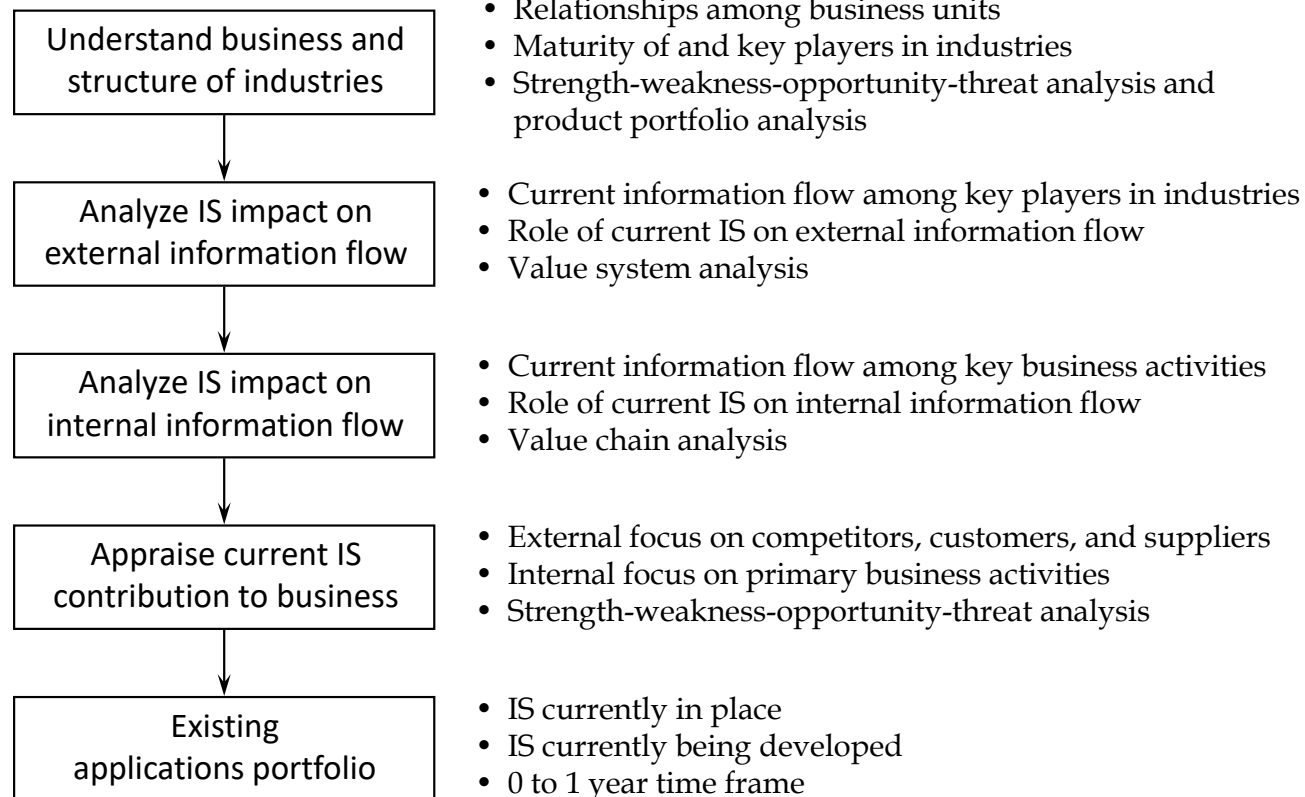 • Relationships among business units
Understand business and
structure of industries
• Maturity of and key players in industries
• Strength-weakness-opportunity-threat analysis and
product portfolio analysis
Analyze IS impact on
external information flow
• Current information flow among key players in industries
• Role of current IS on external information flow
• Value system analysis
Analyze IS impact on
internal information flow
• Current information flow among key business activities
• Role of current IS on internal information flow
• Value chain analysis
Appraise current IS
contribution to business
• External focus on competitors, customers, and suppliers
• Internal focus on primary business activities
• Strength-weakness-opportunity-threat analysis
Existing
applications portfolio
• IS currently in place
• IS currently being developed
• 0 to 1 year time frame